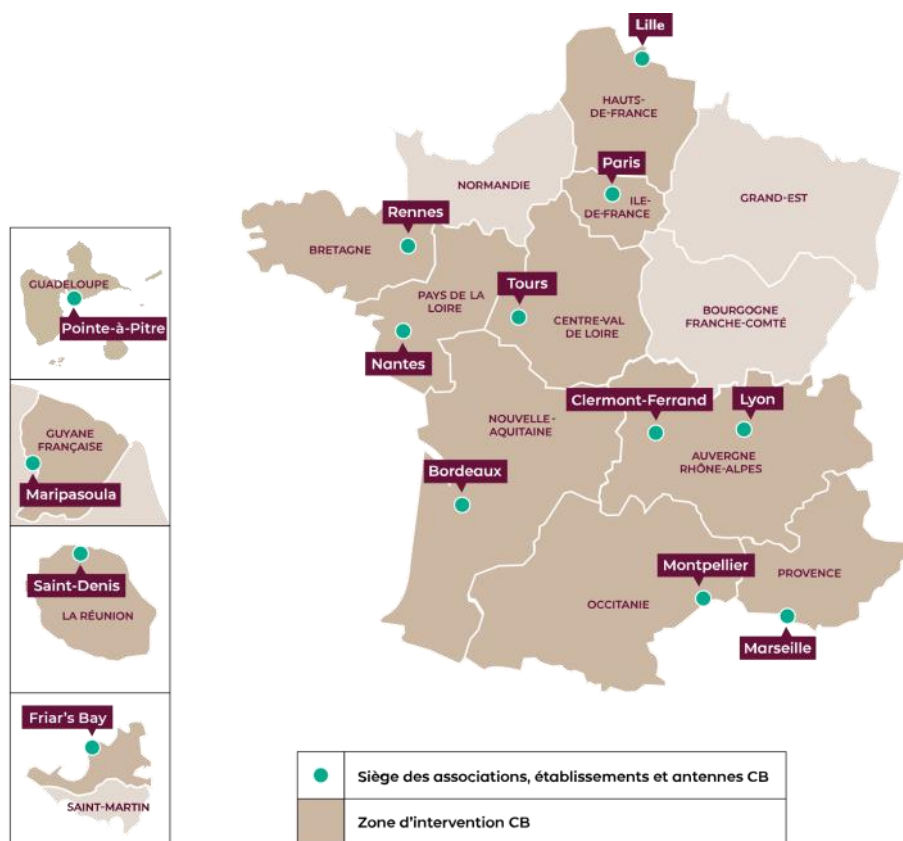 Lille
HAUTS-
DE-FRANCE
Paris
ILE-
DE-FRANCE
NORMANDIE
GRAND-EST
Rennes
BRETAGNE
PAYS DE LA
LOIRE
Tours
CENTRE-VAL
DE LOIRE
BOURGOGNE
FRANCHE-COMTÉ
Nantes
NOUVELLE-
AQUITAINE
Clermont-Ferrand
Lyon
AUVERGNE
RHÔNE-ALPES
Bordeaux
Montpellier
PROVENCE
OCCITANIE
Marseille
GUADELOUPE
Pointe-à-Pitre
GUYANE
FRANÇAISE
Maripasoula
Saint-Denis
LA RÉUNION
Friar's Bay
SAINT-MARTIN
Siège des associations, établissements et antennes CB
Zone d'intervention CB